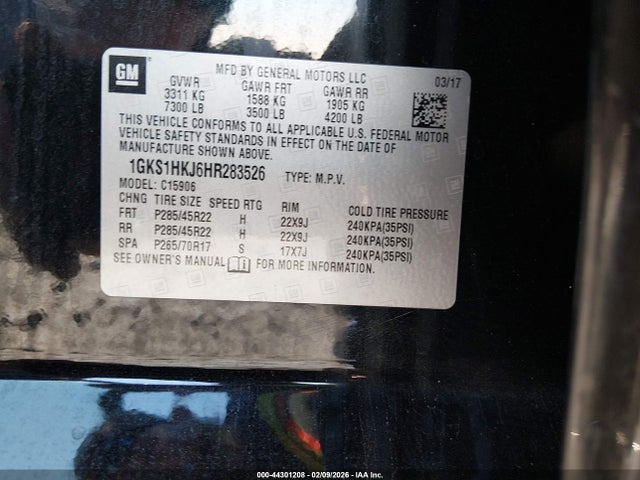 GM
MFD BY GENERAL MOTORS LLC
03/17
GVWR GAWR FRT GAWR RR
3311 KG 1588 KG 1905 KG
7300 LB 3500 LB 4200 LB
THIS VEHICLE CONFORMS TO ALL APPLICABLE U.S. FEDERAL MOTOR
VEHICLE SAFETY STANDARDS IN EFFECT ON THE DATE OF
MANUFACTURE SHOWN ABOVE.
1GKS1HKJ6HR283526 TYPE: M.P.V.
MODEL: C15906
CHNG TIRE SIZE SPEED RTG RIM COLD TIRE PRESSURE
FRT P285/45R22 H 22X9J 240KPA(35PSI)
RR P285/45R22 H 22X9J 240KPA(35PSI)
SPA P265/70R17 S 17X7J 240KPA(35PSI)
SEE OWNER'S MANUAL FOR MORE INFORMATION.
000-44301208 - 02/09/2026 - IAA Inc.